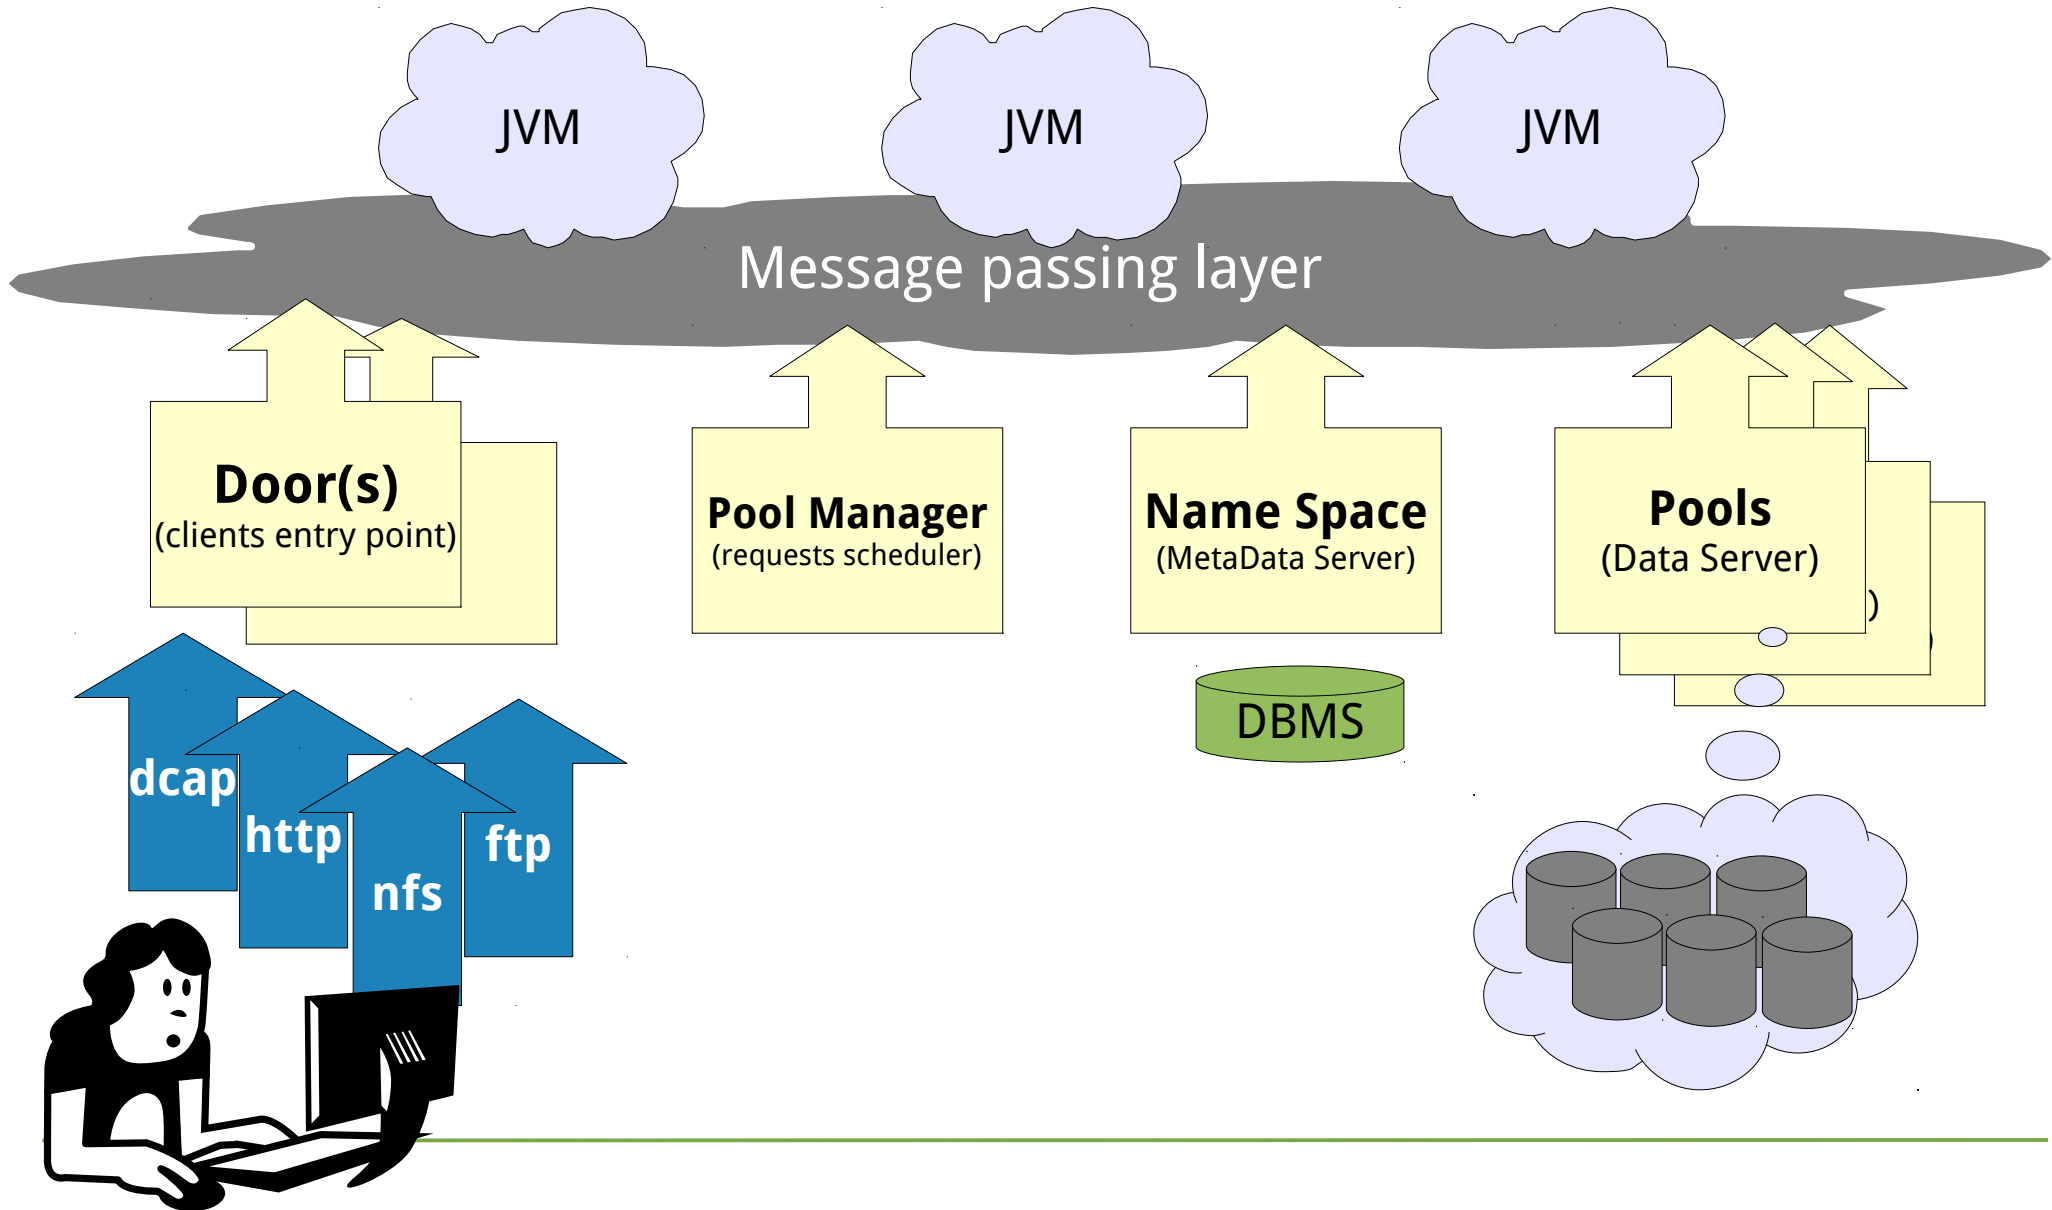 JVM
JVM
JVM
Message passing layer
Door(s)
(clients entry point)
Pool Manager
(requests scheduler)
Name Space
(MetaData Server)
Pools
(Data Server)
)
)
DBMS
dcap
http
nfs
ftp